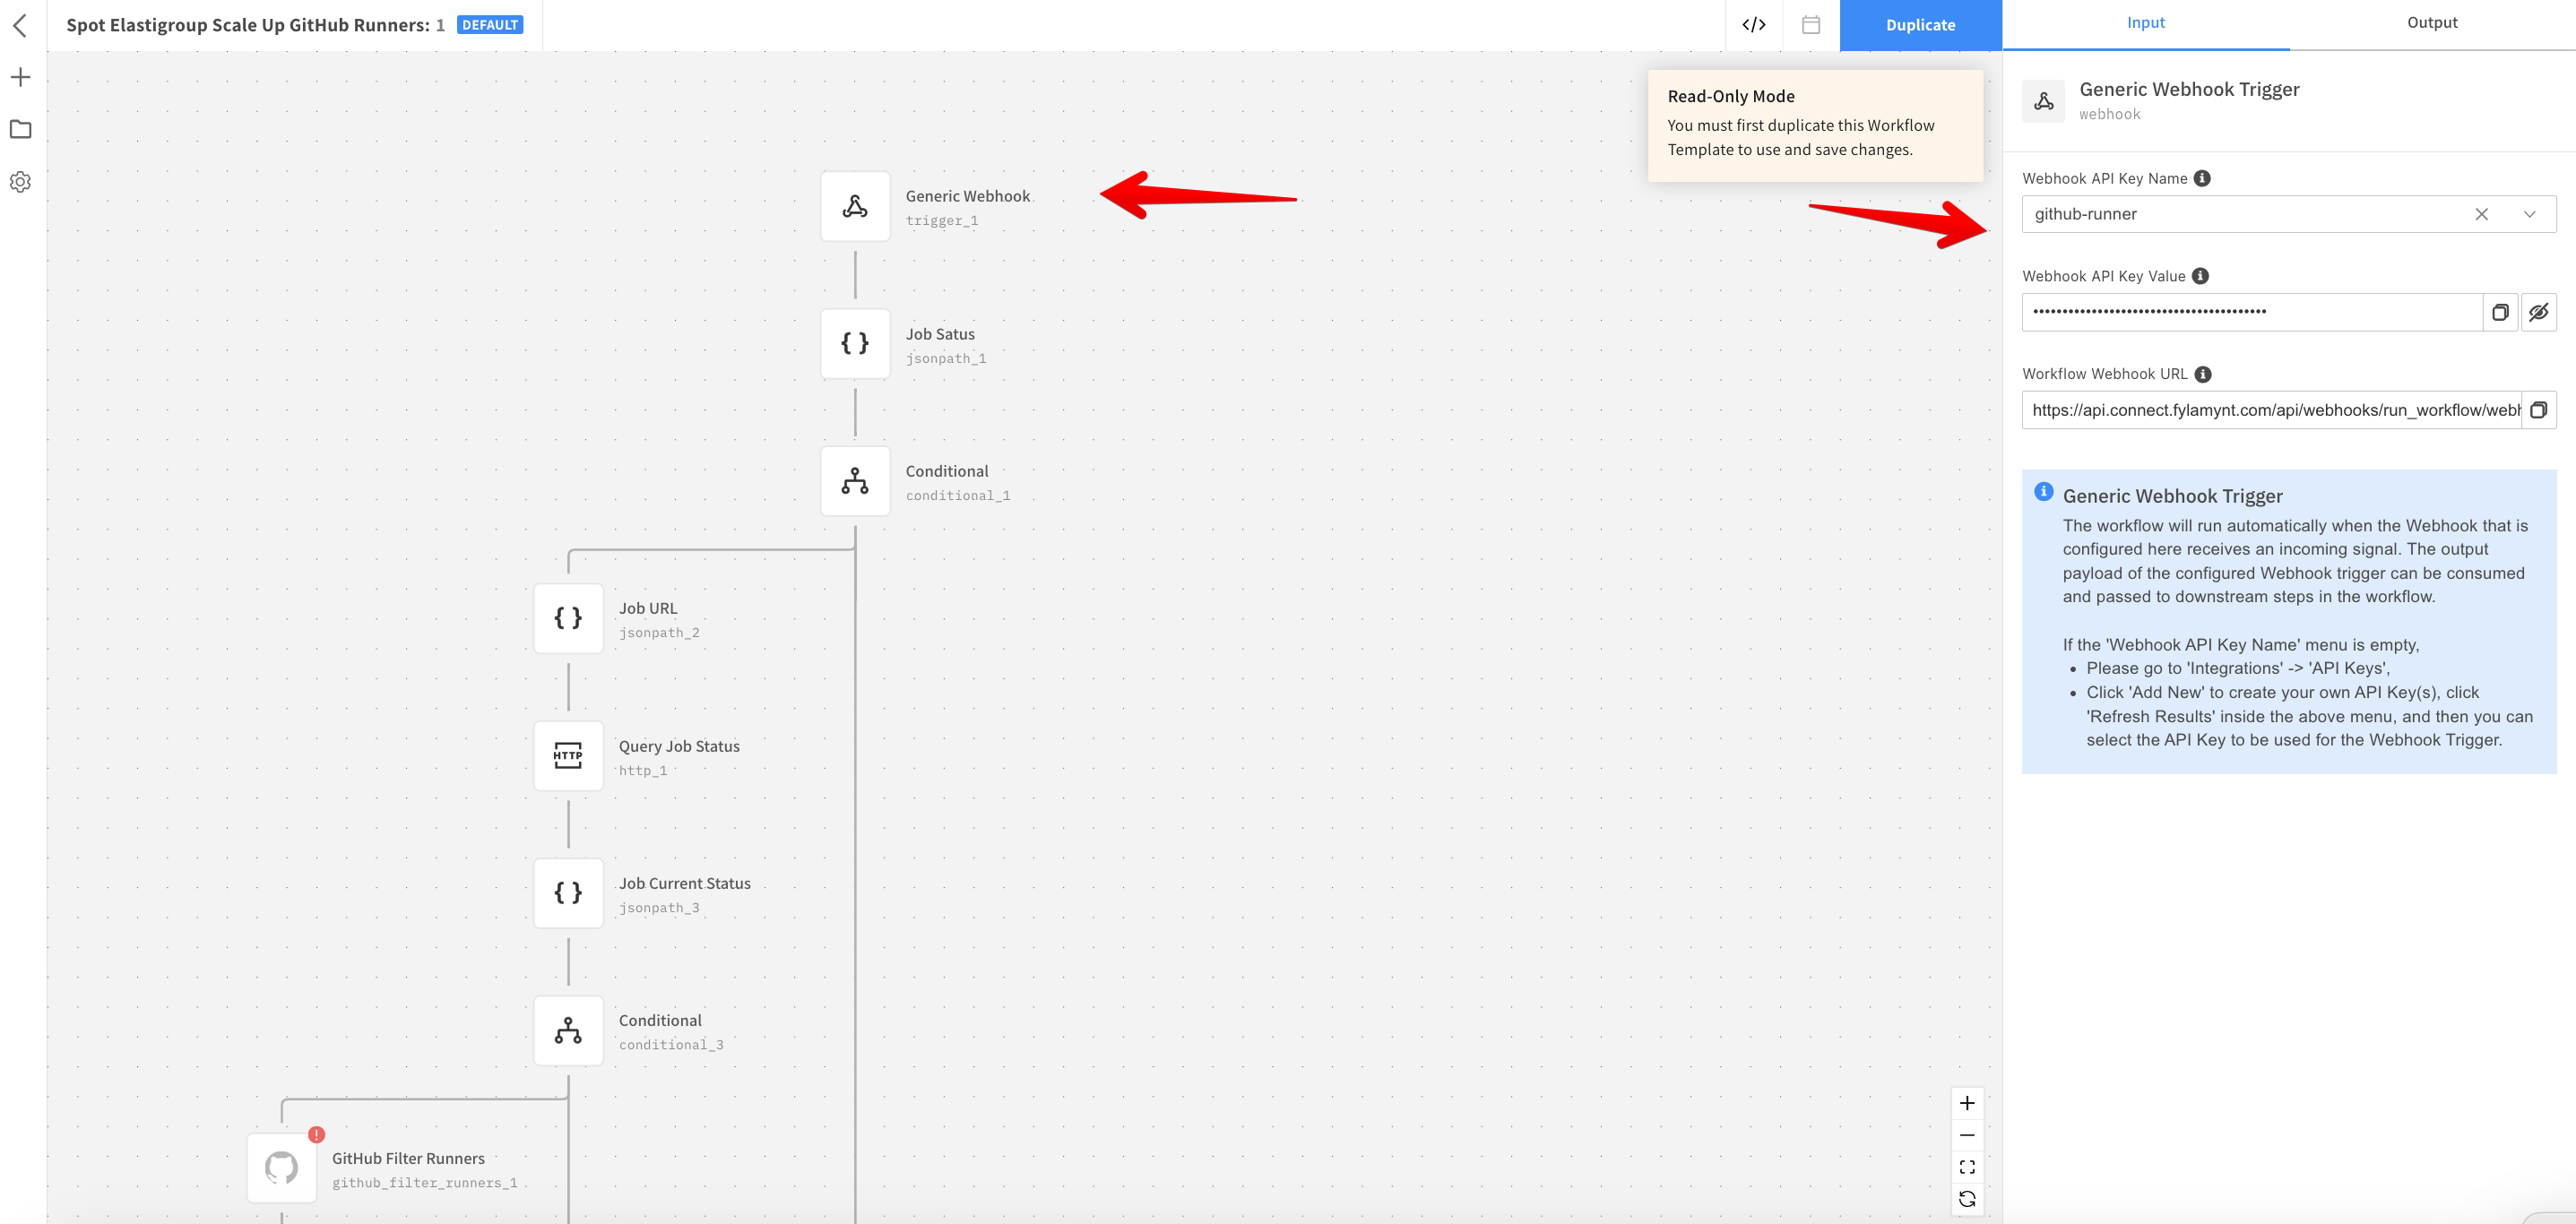 Spot Elastigroup Scale Up GitHub Runners: 1 DEFAULT
</>
Duplicate
Input
Output
Read-Only Mode
You must first duplicate this Workflow
Template to use and save changes.
Generic Webhook
trigger_1
Job Satus
jsonpath_1
Conditional
conditional_1
Job URL
jsonpath_2
HTTP
Query Job Status
http_1
Job Current Status
jsonpath_3
Conditional
conditional_3
GitHub Filter Runners
github_filter_runners_1
Generic Webhook Trigger
webhook
Webhook API Key Name
github-runner
Webhook API Key Value
Workflow Webhook URL
https://api.connect.fylamynt.com/api/webhooks/run_workflow/web
Generic Webhook Trigger
The workflow will run automatically when the Webhook that is
configured here receives an incoming signal. The output
payload of the configured Webhook trigger can be consumed
and passed to downstream steps in the workflow.
If the 'Webhook API Key Name' menu is empty,
• Please go to 'Integrations' -> 'API Keys',
• Click 'Add New' to create your own API Key(s), click
'Refresh Results' inside the above menu, and then you can
select the API Key to be used for the Webhook Trigger.